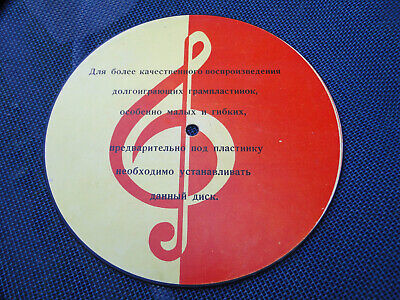 Для более качественного воспроизведения
долгоиграющих грампластинок,
особенно малых и гибких,
предварительно под пластинку
необходимо устанавливать
данный диск.